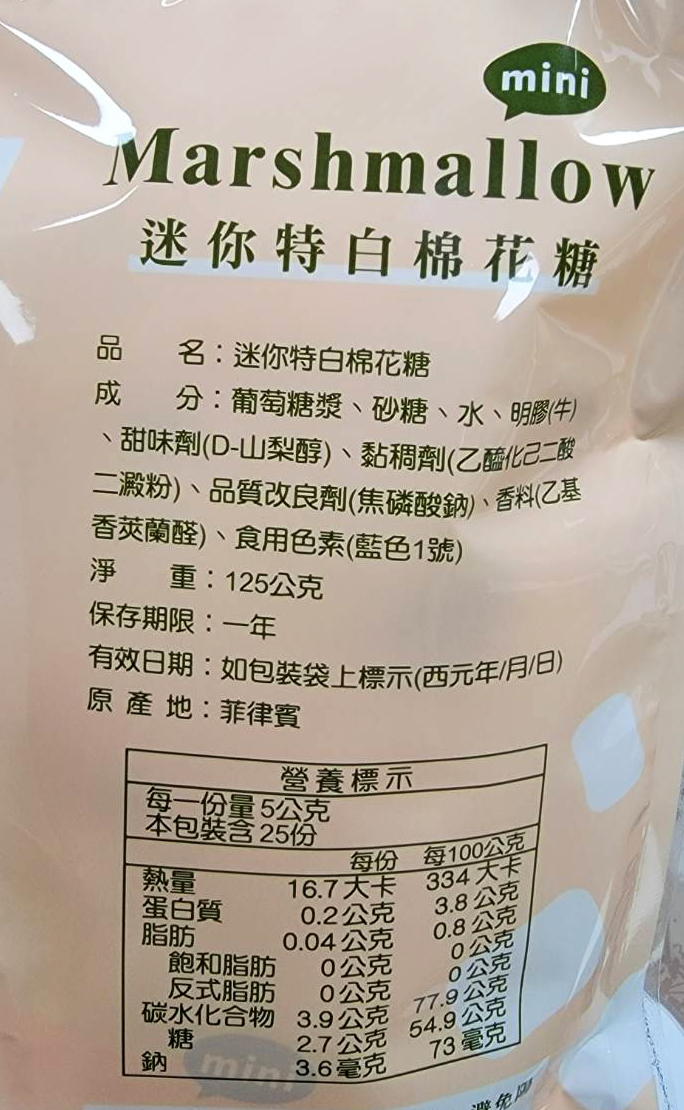 mini
Marshmallow
迷你特白棉花糖
品　　名：迷你特白棉花糖
成　　分：葡萄糖漿、砂糖、水、明膠(牛)
、甜味劑(D-山梨醇)、黏稠劑(乙醯化己二酸
二澱粉)、品質改良劑(焦磷酸鈉)、香料(乙基
香莢蘭醛)、食用色素(藍色1號)
淨　　重：125公克
保存期限：一年
有效日期：如包裝袋上標示(西元年/月/日)
原 產 地：菲律賓
營養標示
每一份量5公克
本包裝含25份
每份 每100公克
熱量 16.7大卡 334大卡
蛋白質 0.2公克 3.8公克
脂肪 0.04公克 0.8公克
飽和脂肪 0公克 0公克
反式脂肪 0公克 0公克
碳水化合物 3.9公克 77.9公克
糖 2.7公克 54.9公克
鈉 3.6毫克 73毫克
mini
避免